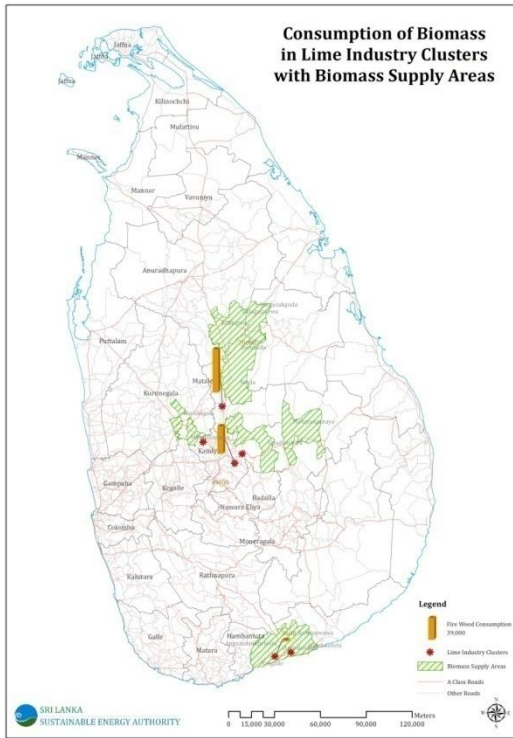 Consumption of Biomass
in Lime Industry Clusters
with Biomass Supply Areas
Jaffna
Jaffna
Jaffna
Kilinochchi
Mulattivu
Mannar
Mannar
Vavuniya
Anuradhapura
Puttalam
Matale
Kurunegala
Kandy
Gampaha
Kegalle
Badulla
Nuwara Eliya
Colombo
Moneragala
Kalutara
Rathnapura
Galle
Hambantota
Matara
Legend
Fire Wood Consumption
39,000
Lime Industry Clusters
Biomass Supply Areas
A Class Roads
Other Roads
SRI LANKA
SUSTAINABLE ENERGY AUTHORITY
Meters
0 15,000 30,000 60,000 90,000 120,000